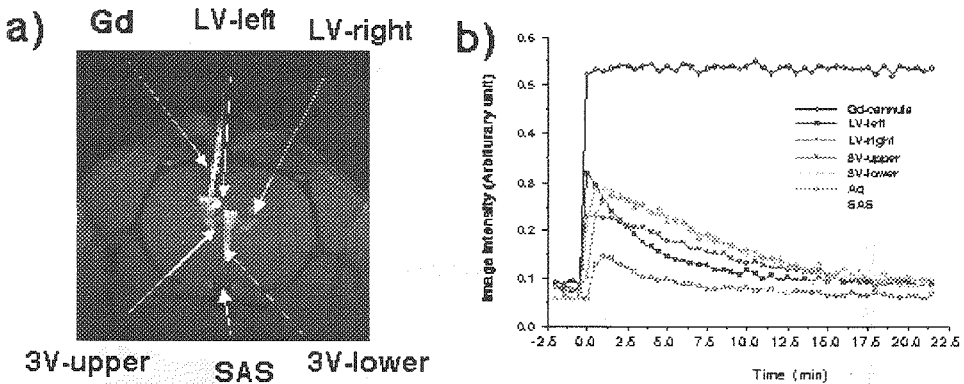 a)
Gd
LV-left
LV-right
3V-upper
SAS
3V-lower
b)
Image Intensity (Arbiturary unit)
0.6
0.5
0.3
0.2
0.1
0.0
Gd-cannula
LV-left
LV-right
3V-upper
3V-lower
Aq
SAS
-2.5 0.0 2.5 5.0 7.5 10.0 12.5 15.0 17.5 20.0 22.5
Time (min)